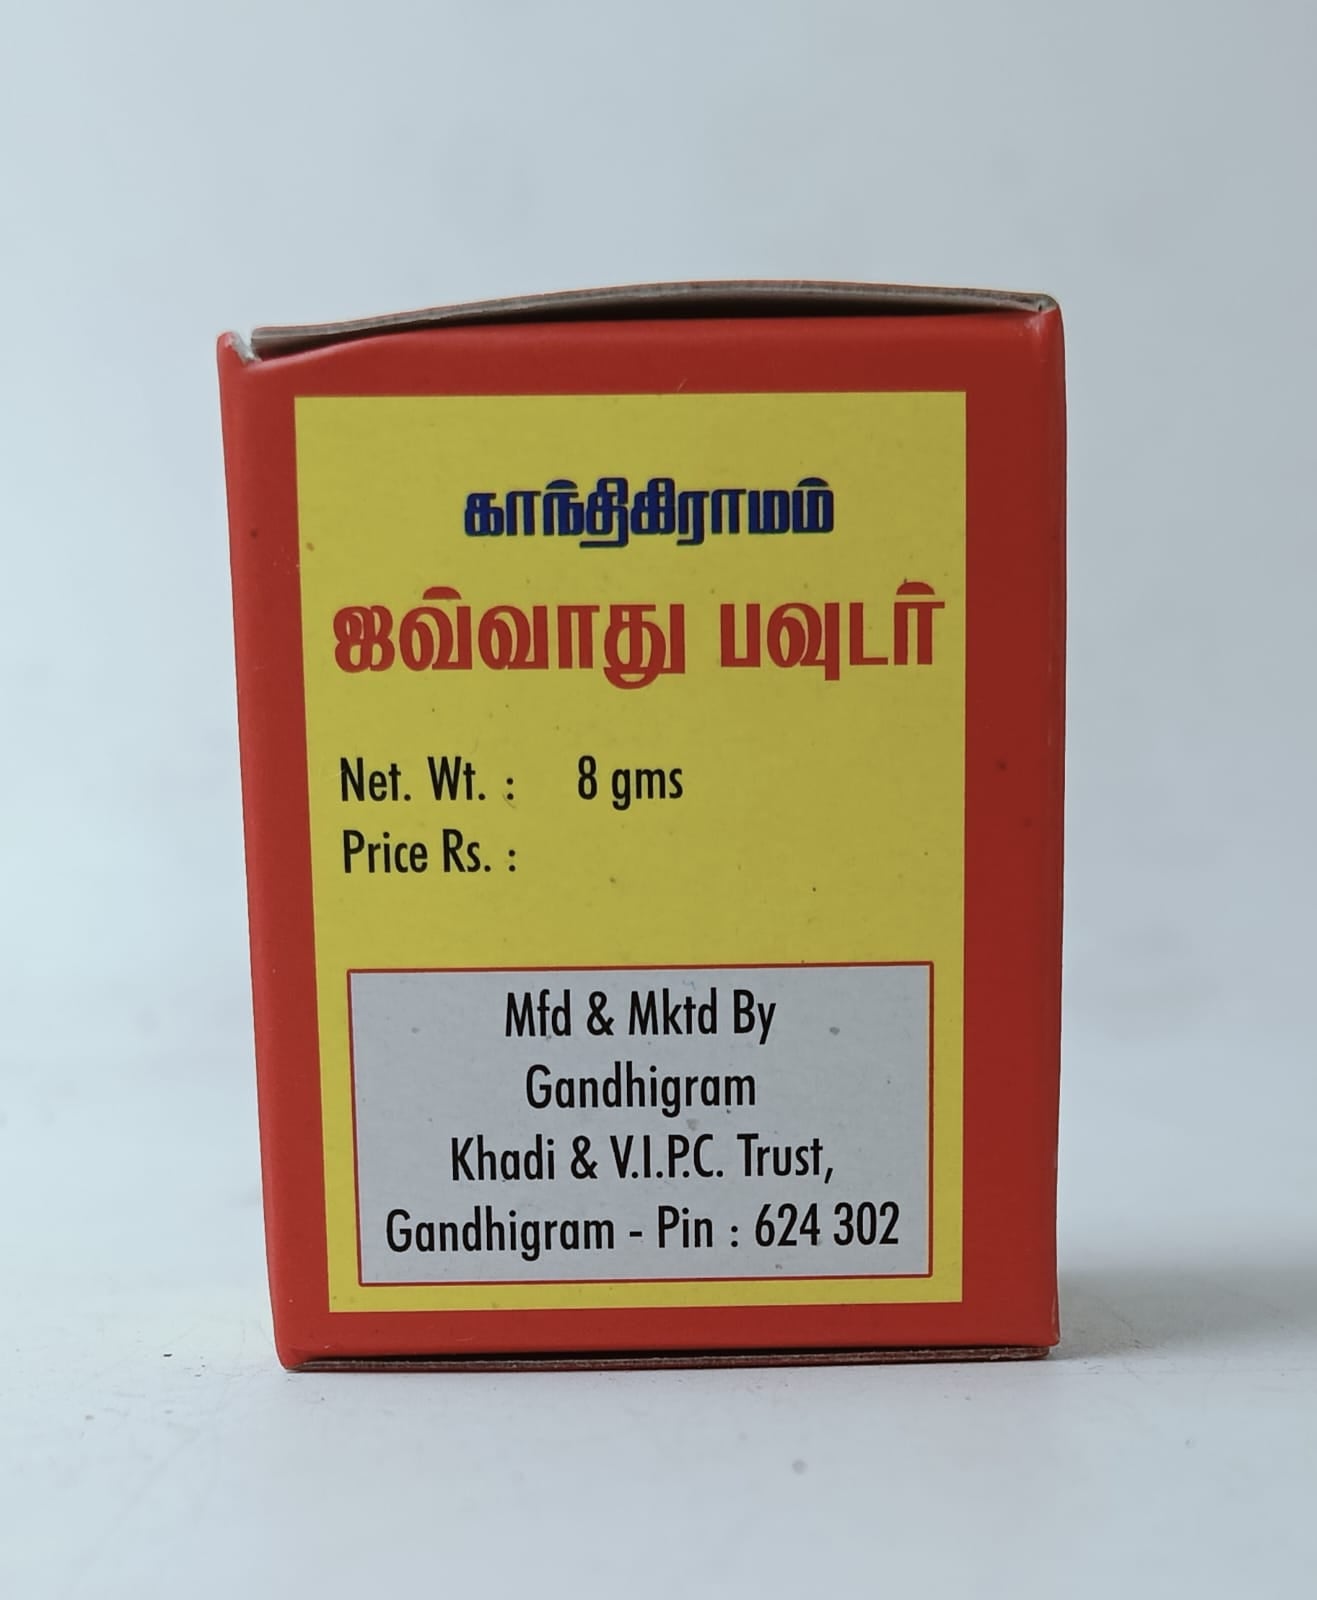 காந்திகிராமம்
ஜவ்வாது பவுடர்
Net. Wt. : 8 gms
Price Rs. :
Mfd & Mktd By
Gandhigram
Khadi & V.I.P.C. Trust,
Gandhigram - Pin : 624 302